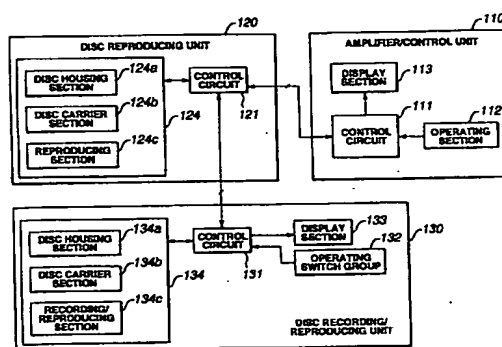 120
DISC REPRODUCING UNIT
DISC HOUSING
SECTION
124a
DISC CARRIER
SECTION
124b
REPRODUCING
SECTION
124c
124
CONTROL
CIRCUIT
121
110
AMPLIFIER/CONTROL UNIT
DISPLAY
SECTION
113
111
CONTROL
CIRCUIT
112
OPERATING
SECTION
130
DISC HOUSING
SECTION
134a
DISC CARRIER
SECTION
134b
RECORDING/
REPRODUCING
SECTION
134c
134
CONTROL
CIRCUIT
131
DISPLAY
SECTION
133
132
OPERATING
SWITCH GROUP
DISC RECORDING/
REPRODUCING UNIT